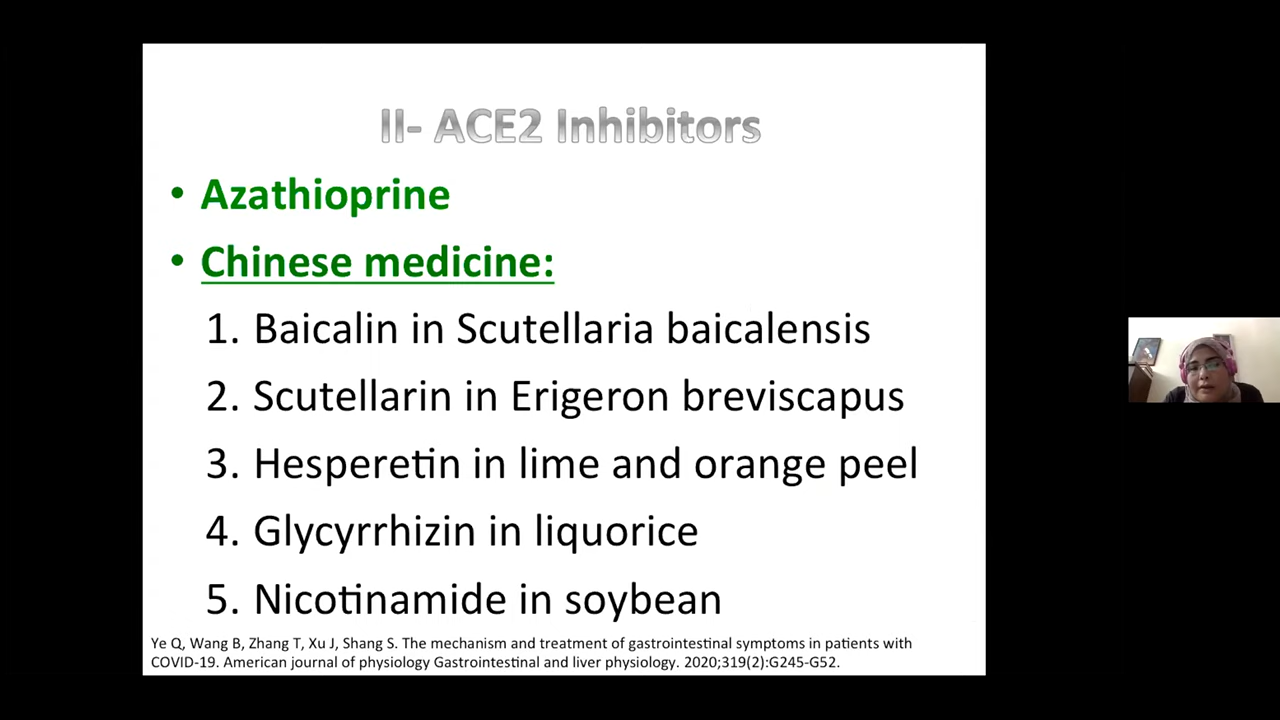 II- ACE2 Inhibitors
• Azathioprine
• Chinese medicine:
1. Baicalin in Scutellaria baicalensis
2. Scutellarin in Erigeron breviscapus
3. Hesperetin in lime and orange peel
4. Glycyrrhizin in liquorice
5. Nicotinamide in soybean
Ye Q, Wang B, Zhang T, Xu J, Shang S. The mechanism and treatment of gastrointestinal symptoms in patients with
COVID-19. American journal of physiology Gastrointestinal and liver physiology. 2020;319(2):G245-G52.